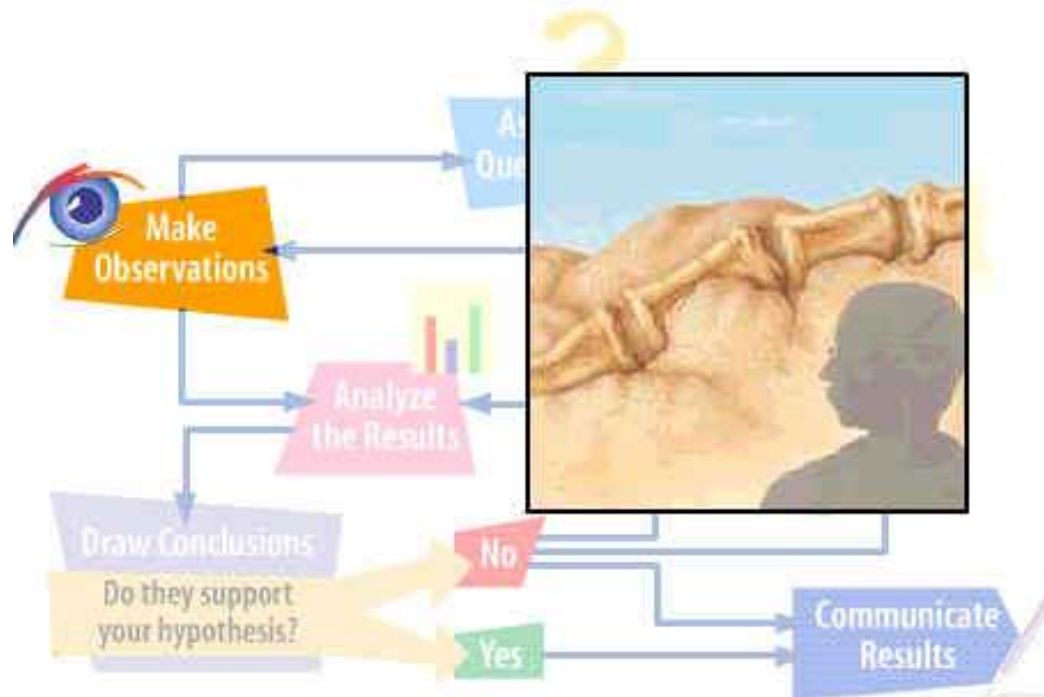 Make
Observations
Analyze
the Results
Draw Conclusions
Do they support
your hypothesis?
No
Yes
Communicate
Results